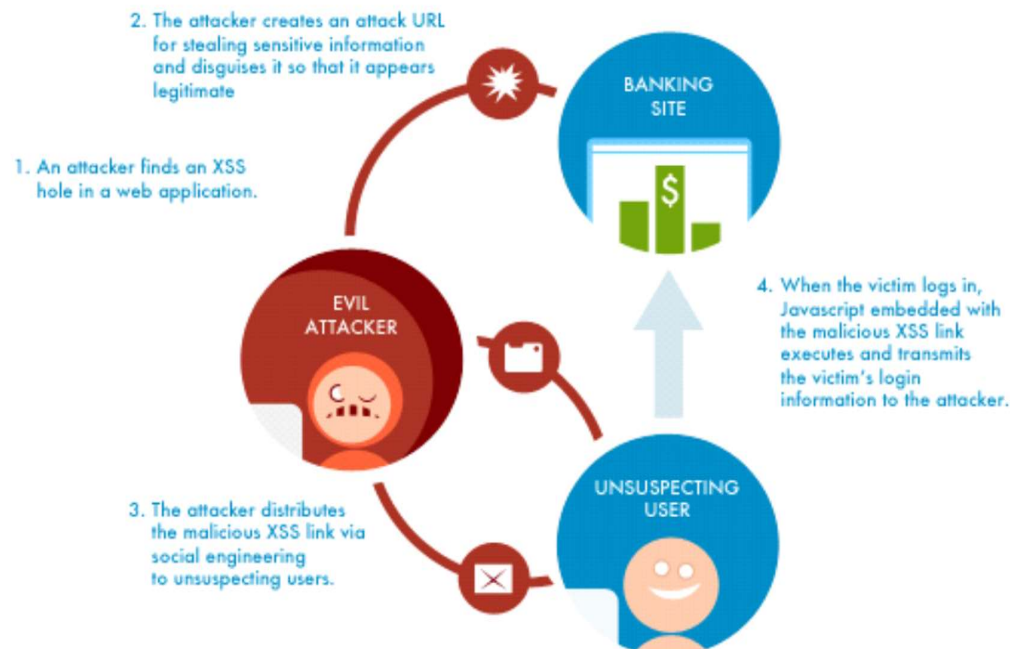 1. An attacker finds an XSS
hole in a web application.
2. The attacker creates an attack URL
for stealing sensitive information
and disguises it so that it appears
legitimate
BANKING
SITE
$
EVIL
ATTACKER
3. The attacker distributes
the malicious XSS link via
social engineering
to unsuspecting users.
UNSUSPECTING
USER
4. When the victim logs in,
Javascript embedded with
the malicious XSS link
executes and transmits
the victim's login
information to the attacker.